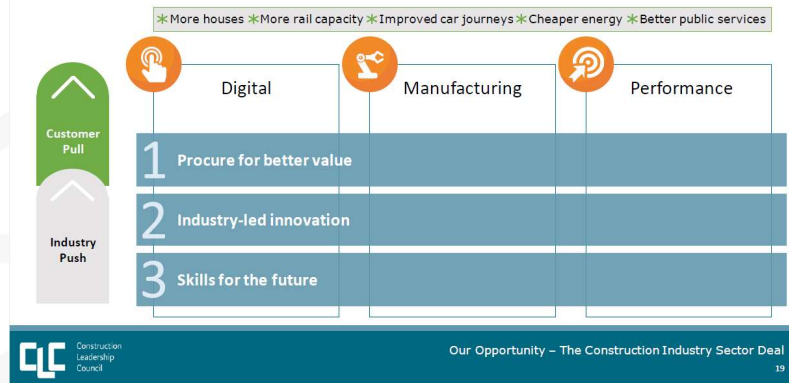 *More houses *More rail capacity *Improved car journeys *Cheaper energy *Better public services
Digital
Manufacturing
Performance
Customer
Pull
1 Procure for better value
2 Industry-led innovation
Industry
Push
3 Skills for the future
CLC
Construction
Leadership
Council
Our Opportunity – The Construction Industry Sector Deal
19